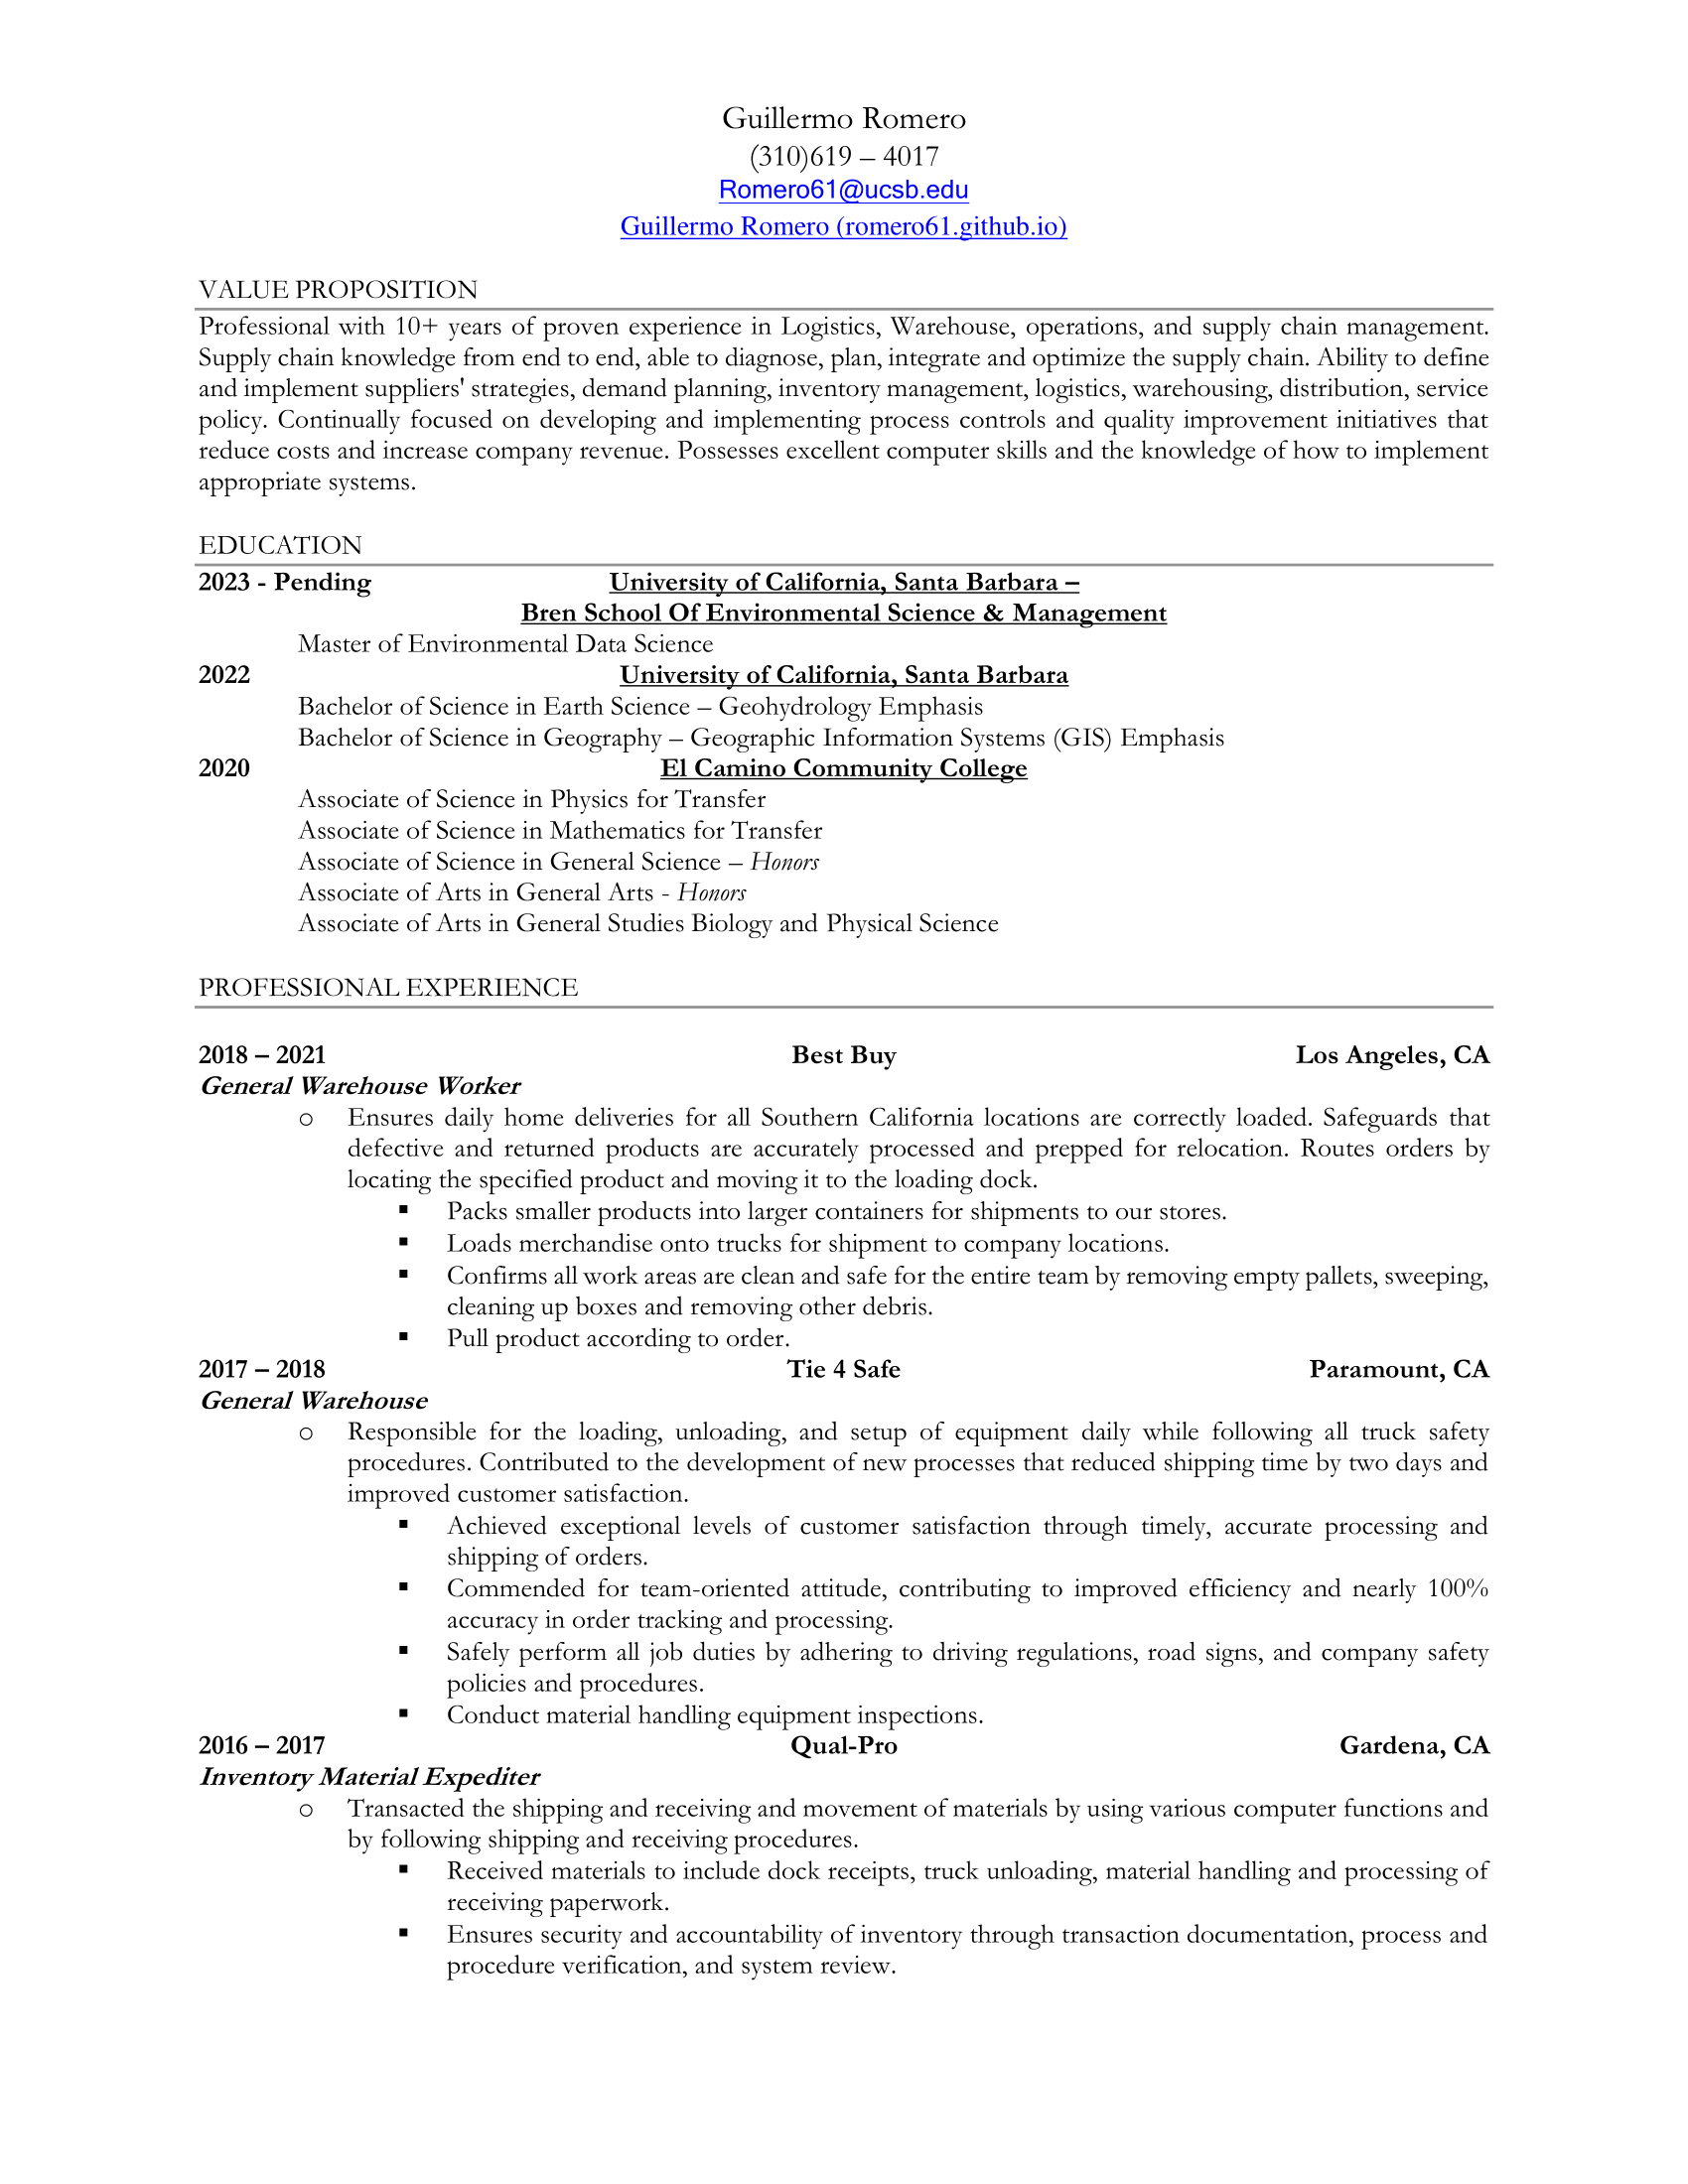 Guillermo Romero
(310)619 – 4017
Romero61@ucsb.edu
Guillermo Romero (romero61.github.io)
VALUE PROPOSITION
Professional with 10+ years of proven experience in Logistics, Warehouse, operations, and supply chain management.
Supply chain knowledge from end to end, able to diagnose, plan, integrate and optimize the supply chain. Ability to define
and implement suppliers' strategies, demand planning, inventory management, logistics, warehousing, distribution, service
policy. Continually focused on developing and implementing process controls and quality improvement initiatives that
reduce costs and increase company revenue. Possesses excellent computer skills and the knowledge of how to implement
appropriate systems.
EDUCATION
2023 - Pending University of California, Santa Barbara –
Bren School Of Environmental Science & Management
Master of Environmental Data Science
2022 University of California, Santa Barbara
Bachelor of Science in Earth Science – Geohydrology Emphasis
Bachelor of Science in Geography – Geographic Information Systems (GIS) Emphasis
2020 El Camino Community College
Associate of Science in Physics for Transfer
Associate of Science in Mathematics for Transfer
Associate of Science in General Science – Honors
Associate of Arts in General Arts - Honors
Associate of Arts in General Studies Biology and Physical Science
PROFESSIONAL EXPERIENCE
2018 – 2021 Best Buy Los Angeles, CA
General Warehouse Worker
o Ensures daily home deliveries for all Southern California locations are correctly loaded. Safeguards that
defective and returned products are accurately processed and prepped for relocation. Routes orders by
locating the specified product and moving it to the loading dock.
▪ Packs smaller products into larger containers for shipments to our stores.
▪ Loads merchandise onto trucks for shipment to company locations.
▪ Confirms all work areas are clean and safe for the entire team by removing empty pallets, sweeping,
cleaning up boxes and removing other debris.
▪ Pull product according to order.
2017 – 2018 Tie 4 Safe Paramount, CA
General Warehouse
o Responsible for the loading, unloading, and setup of equipment daily while following all truck safety
procedures. Contributed to the development of new processes that reduced shipping time by two days and
improved customer satisfaction.
▪ Achieved exceptional levels of customer satisfaction through timely, accurate processing and
shipping of orders.
▪ Commended for team-oriented attitude, contributing to improved efficiency and nearly 100%
accuracy in order tracking and processing.
▪ Safely perform all job duties by adhering to driving regulations, road signs, and company safety
policies and procedures.
▪ Conduct material handling equipment inspections.
2016 – 2017 Qual-Pro Gardena, CA
Inventory Material Expediter
o Transacted the shipping and receiving and movement of materials by using various computer functions and
by following shipping and receiving procedures.
▪ Received materials to include dock receipts, truck unloading, material handling and processing of
receiving paperwork.
▪ Ensures security and accountability of inventory through transaction documentation, process and
procedure verification, and system review.